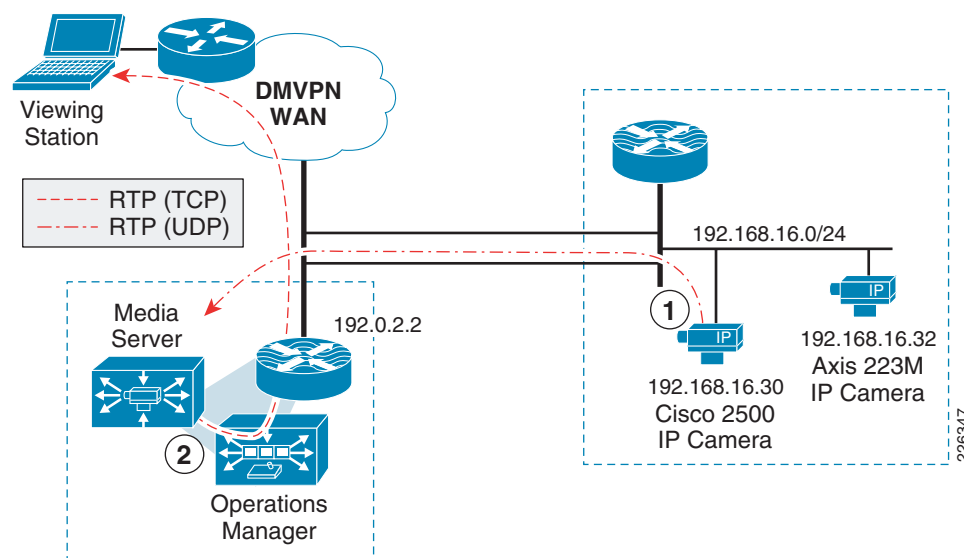 DMVPN
WAN
Viewing
Station
RTP (TCP)
RTP (UDP)
192.168.16.0/24
1
IP
IP
192.168.16.32
Axis 223M
IP Camera
192.168.16.30
Cisco 2500
IP Camera
Media
Server
192.0.2.2
2
Operations
Manager
226347